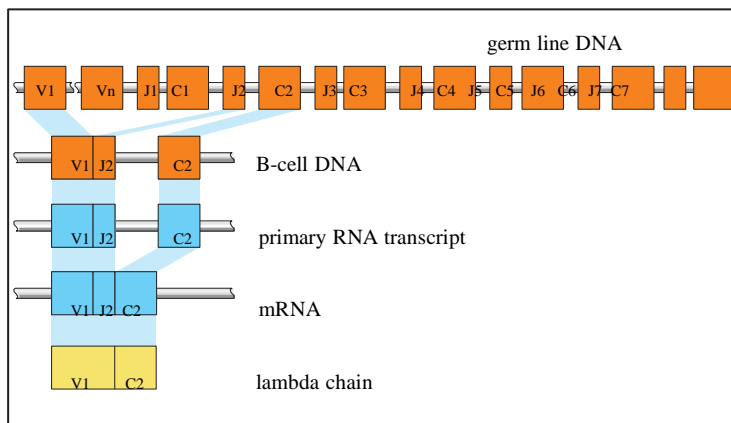 germ line DNA
V1 Vn J1 C1 J2 C2 J3 C3 J4 C4 J5 C5 J6 C6 J7 C7
V1 J2 C2
B-cell DNA
V1 J2 C2
primary RNA transcript
V1 J2 C2
mRNA
V1 C2
lambda chain